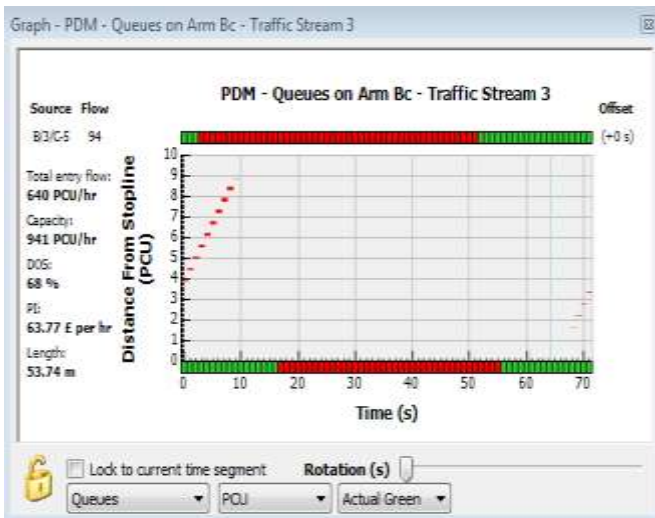 Graph - PDM - Queues on Arm Bc - Traffic Stream 3
PDM - Queues on Arm Bc - Traffic Stream 3
Source Flow
Offset
B/3/C-5 94
(+0 s)
Total entry flow:
640 PCU/hr
Capacity:
941 PCU/hr
DOS:
68 %
PI:
63.77 £ per hr
Length:
53.74 m
Distance From Stopline
(PCU)
10
9
8
7
6
5
4
3
2
1
0
0 10 20 30 40 50 60 70
Time (s)
Lock to current time segment Rotation (s)
Queues PCU Actual Green